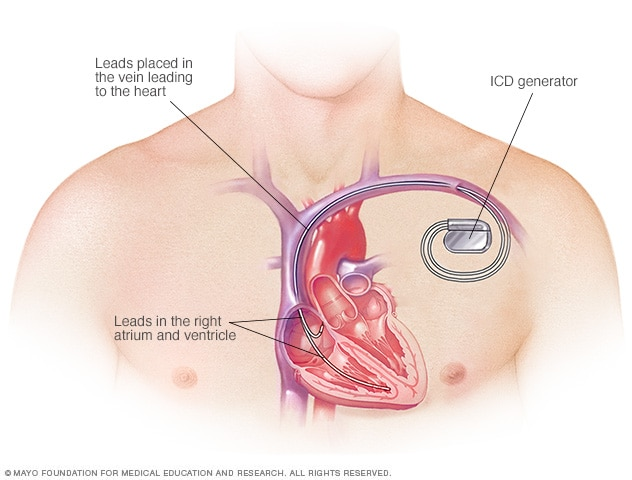 Leads placed in
the vein leading
to the heart
ICD generator
Leads in the right
atrium and ventricle
© MAYO FOUNDATION FOR MEDICAL EDUCATION AND RESEARCH. ALL RIGHTS RESERVED.